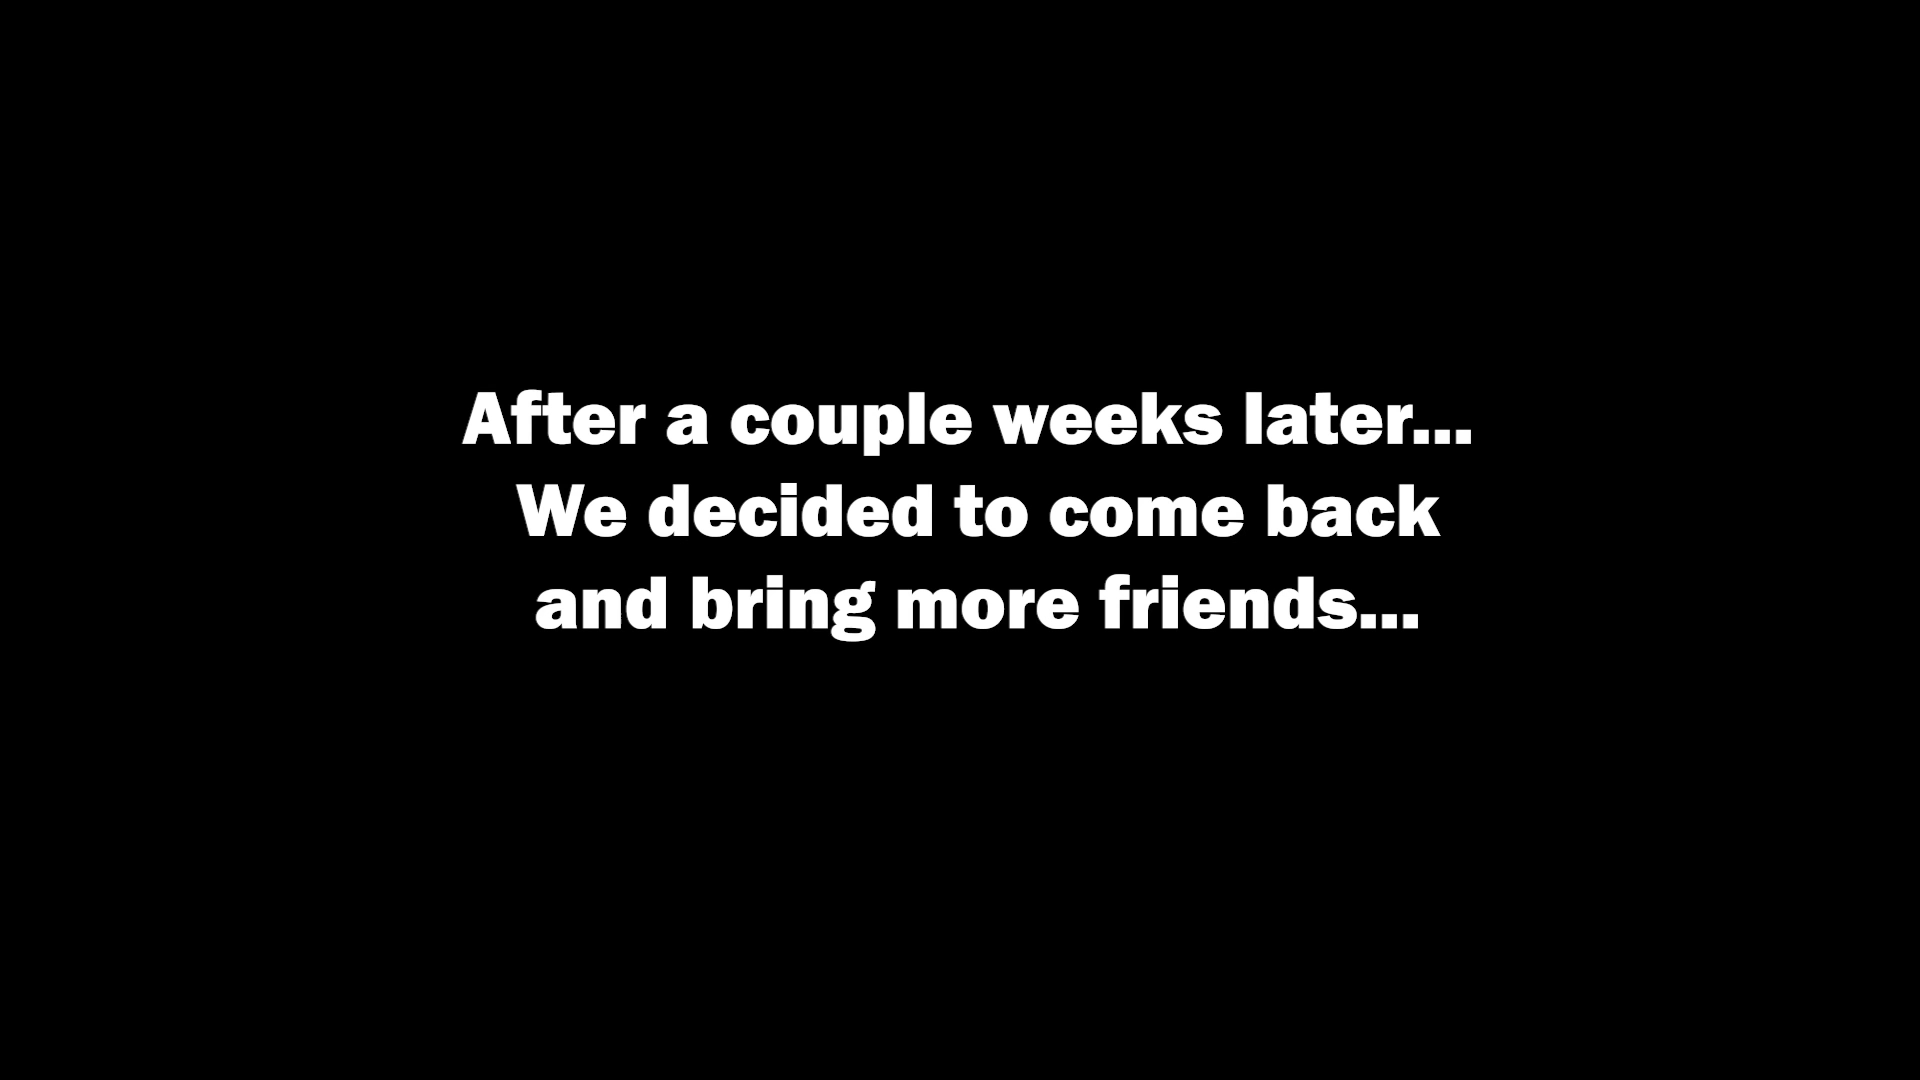 After a couple weeks later...
We decided to come back
and bring more friends...